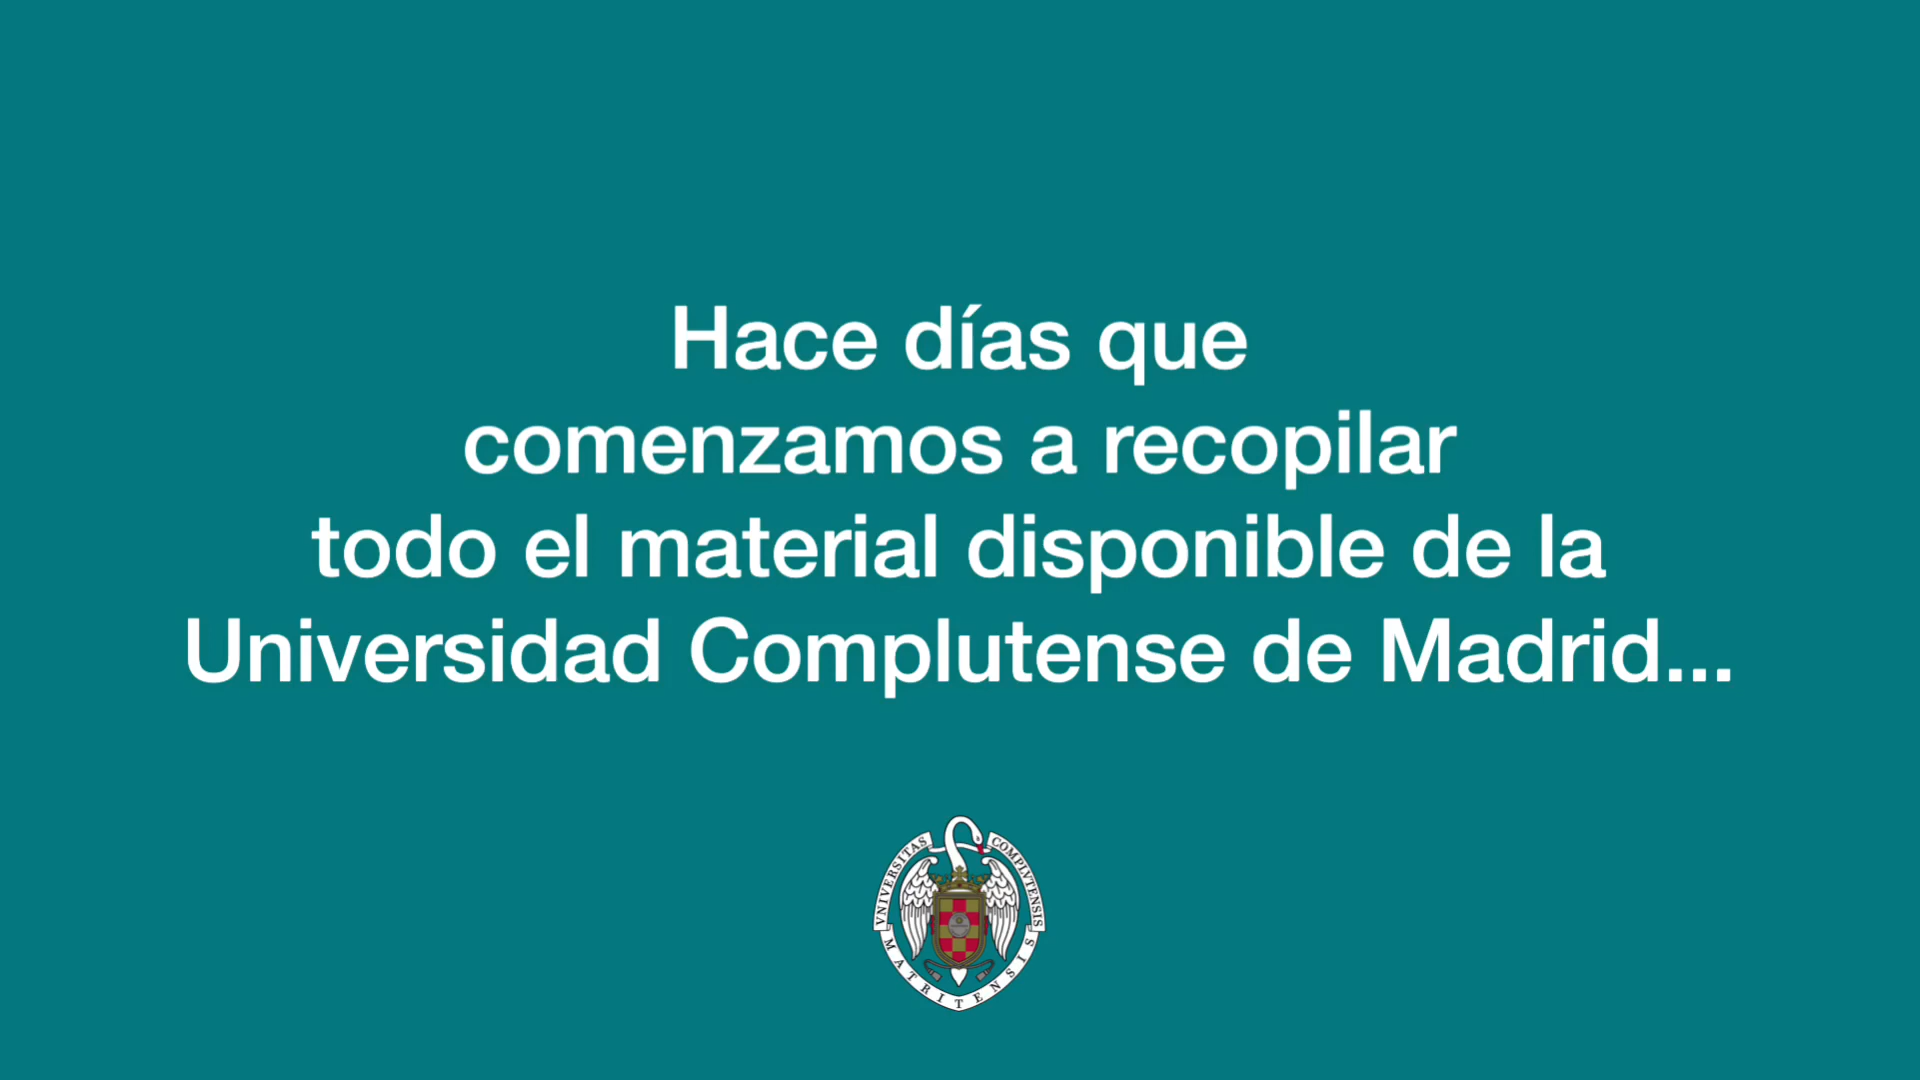 Hace días que
comenzamos a recopilar
todo el material disponible de la
Universidad Complutense de Madrid...
VNIVERSITAS COMPLVTENSIS
MATRITENSIS